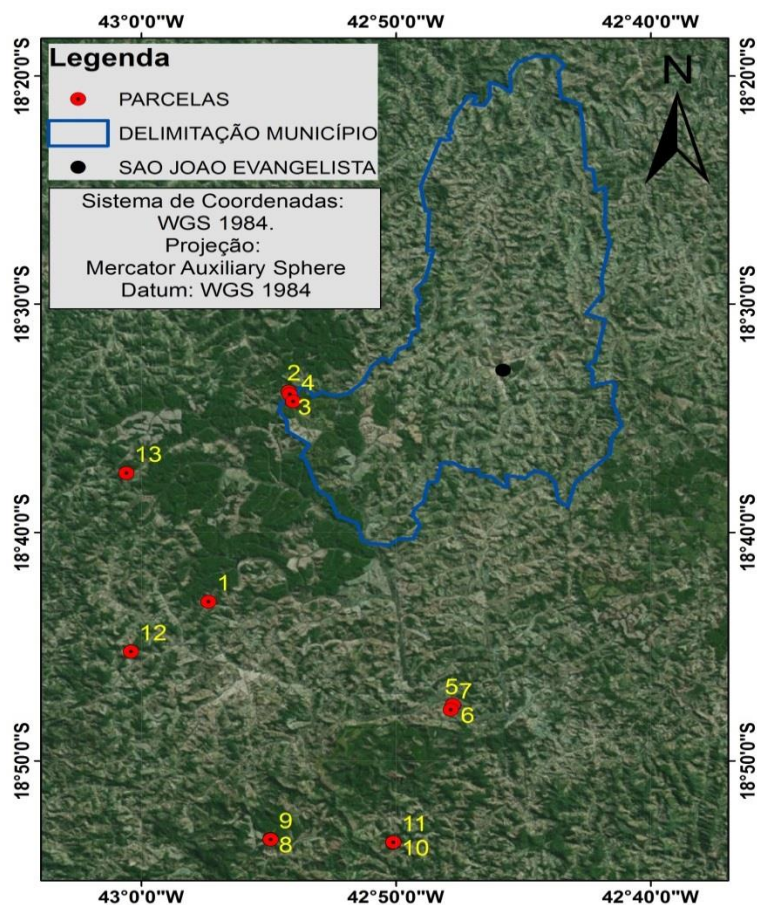 43°0'0"W 42°50'0"W 42°40'0"W
Legenda
PARCELAS
DELIMITAÇÃO MUNICÍPIO
SAO JOAO EVANGELISTA
Sistema de Coordenadas:
WGS 1984.
Projeção:
Mercator Auxiliary Sphere
Datum: WGS 1984
N
18°20'0"S 18°20'0"S
18°30'0"S 18°30'0"S
2 4
3
13
18°40'0"S 18°40'0"S
1
12
5 7
6
18°50'0"S 18°50'0"S
9 11
8 10
43°0'0"W 42°50'0"W 42°40'0"W